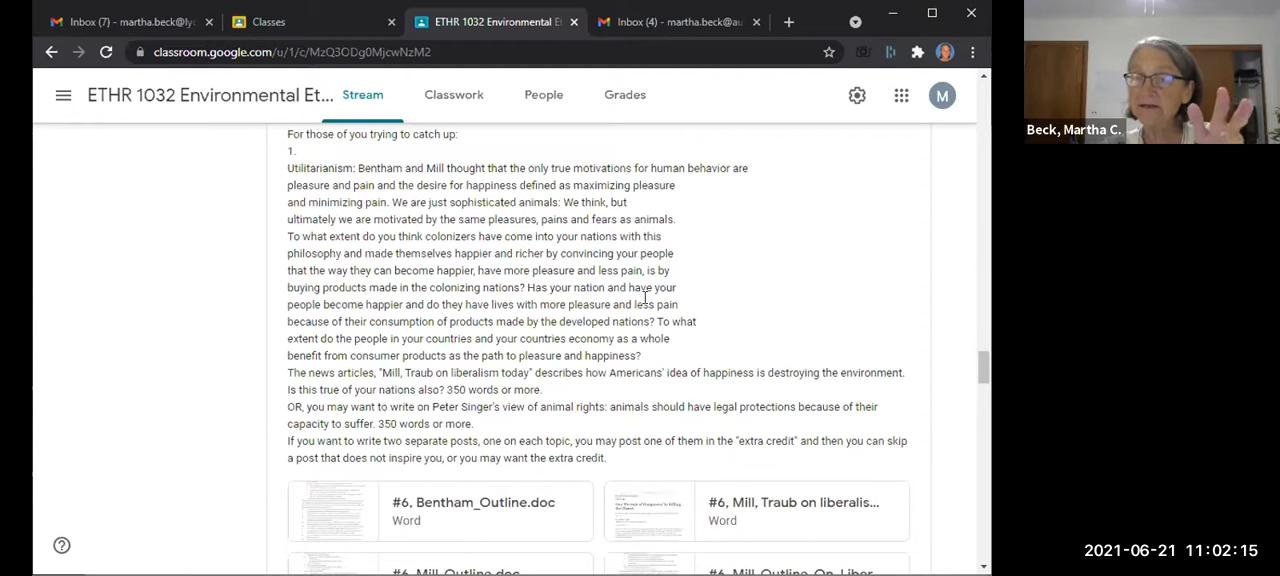 Inbox (7) - martha.beck@ly
Classes
ETHR 1032 Environmental E
Inbox (4) - martha.beck@au
classroom.google.com/u/1/c/MzQ3ODg0MjcwNzM2
ETHR 1032 Environmental Et...
Stream
Classwork
People
Grades
M
Beck, Martha C.
For those of you trying to catch up:
1.
Utilitarianism: Bentham and Mill thought that the only true motivations for human behavior are
pleasure and pain and the desire for happiness defined as maximizing pleasure
and minimizing pain. We are just sophisticated animals: We think, but
ultimately we are motivated by the same pleasures, pains and fears as animals.
To what extent do you think colonizers have come into your nations with this
philosophy and made themselves happier and richer by convincing your people
that the way they can become happier, have more pleasure and less pain, is by
buying products made in the colonizing nations? Has your nation and have your
people become happier and do they have lives with more pleasure and less pain
because of their consumption of products made by the developed nations? To what
extent do the people in your countries and your countries economy as a whole
benefit from consumer products as the path to pleasure and happiness?
The news articles, "Mill, Traub on liberalism today" describes how Americans' idea of happiness is destroying the environment.
Is this true of your nations also? 350 words or more.
OR, you may want to write on Peter Singer's view of animal rights: animals should have legal protections because of their
capacity to suffer. 350 words or more.
If you want to write two separate posts, one on each topic, you may post one of them in the "extra credit" and then you can skip
a post that does not inspire you, or you may want the extra credit.
#6, Bentham_Outline.doc
Word
#6, Mill, Traub on liberalis...
Word
#6, Mill_Outline.doc
#6, Mill_Outline_On_Liber...
2021-06-21 11:02:15